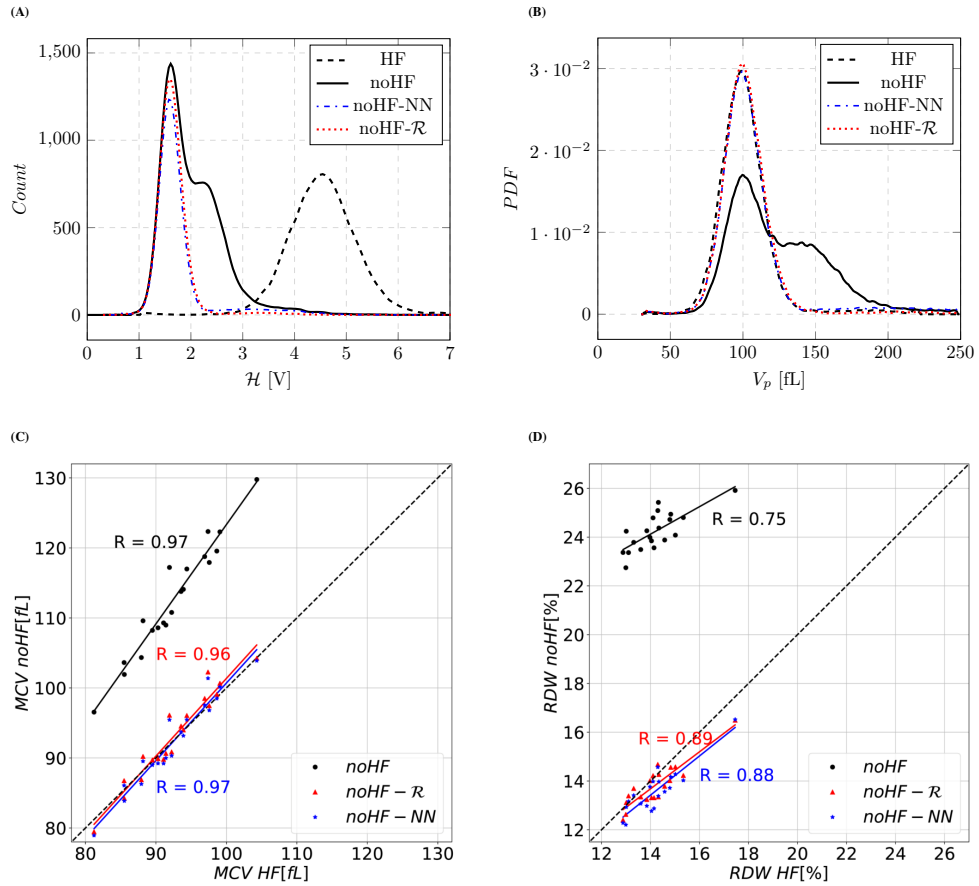 (A)
1,500
1,000
500
0
Count
0 1 2 3 4 5 6 7
ℋ [V]
HF
noHF
noHF-NN
noHF-ℛ
(B)
3 · 10⁻²
2 · 10⁻²
1 · 10⁻²
0
PDF
0 50 100 150 200 250
Vₚ [fL]
HF
noHF
noHF-NN
noHF-ℛ
(C)
130
120
110
100
90
80
MCV noHF[fL]
R = 0.97
R = 0.96
R = 0.97
noHF
noHF − ℛ
noHF − NN
80 90 100 110 120 130
MCV HF[fL]
(D)
26
24
22
20
18
16
14
12
RDW noHF[%]
R = 0.75
R = 0.89
R = 0.88
noHF
noHF − ℛ
noHF − NN
12 14 16 18 20 22 24 26
RDW HF[%]